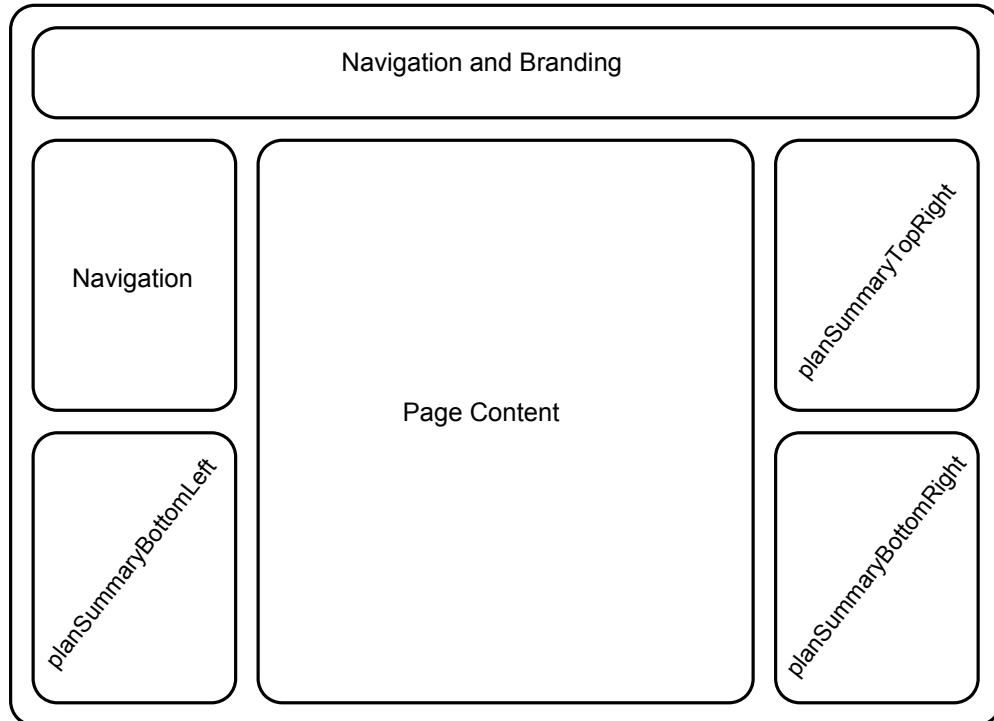 Navigation and Branding
Navigation
Page Content
planSummaryTopRight
planSummaryBottomLeft
planSummaryBottomRight